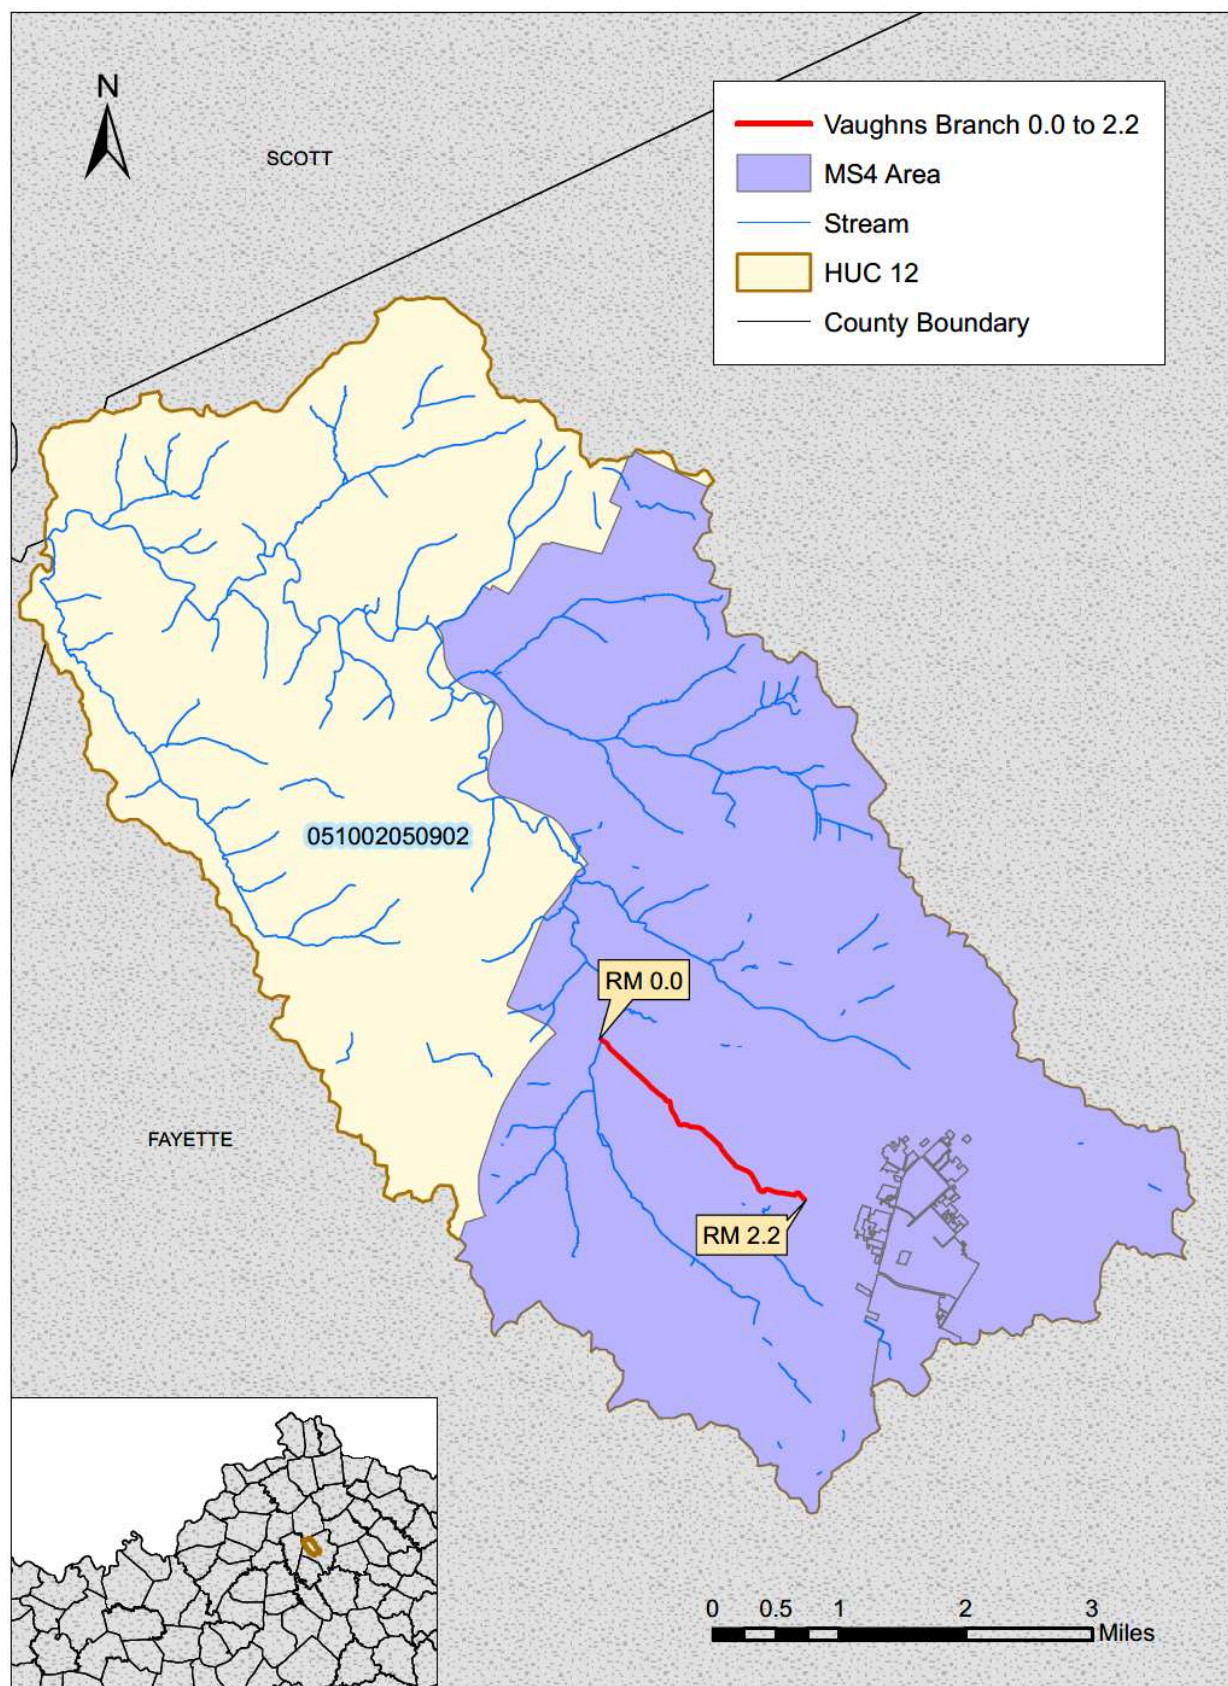 N
SCOTT
Vaughns Branch 0.0 to 2.2
MS4 Area
Stream
HUC 12
County Boundary
051002050902
RM 0.0
FAYETTE
RM 2.2
0 0.5 1 2 3
Miles